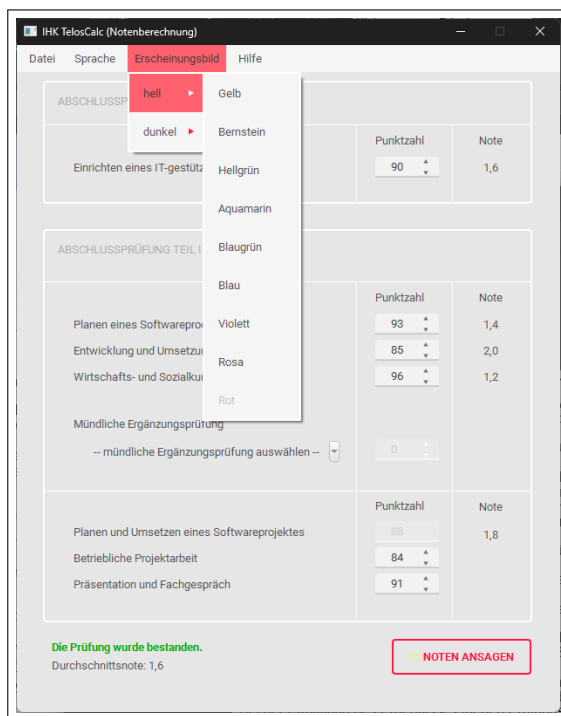 IHK TelosCalc (Notenberechnung)
Datei Sprache Erscheinungsbild Hilfe
hell
dunkel
Gelb
Bernstein
Hellgrün
Aquamarin
Blaugrün
Blau
Violett
Rosa
Rot
ABSCHLUSSP
Punktzahl Note
Einrichten eines IT-gestütz 90 1,6
ABSCHLUSSPRÜFUNG TEIL
Punktzahl Note
Planen eines Softwarepro 93 1,4
Entwicklung und Umsetzu 85 2,0
Wirtschafts- und Sozialku 96 1,2
Mündliche Ergänzungsprüfung
-- mündliche Ergänzungsprüfung auswählen -- 0
Punktzahl Note
Planen und Umsetzen eines Softwareprojektes 88 1,8
Betriebliche Projektarbeit 84
Präsentation und Fachgespräch 91
Die Prüfung wurde bestanden.
Durchschnittsnote: 1,6
NOTEN ANSAGEN